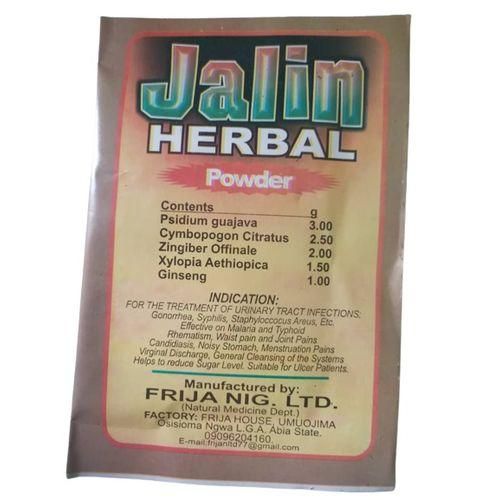 Jalin
HERBAL
Powder
Contents g
Psidium guajava 3.00
Cymbopogon Citratus 2.50
Zingiber Offinale 2.00
Xylopia Aethiopica 1.50
Ginseng 1.00
INDICATION:
FOR THE TREATMENT OF URINARY TRACT INFECTIONS:
Gonorrhea, Syphilis, Staphyloccocus Areus, Etc.
Effective on Malaria and Typhoid
Rhematism, Waist pain and Joint Pains
Candidiasis, Noisy Stomach, Menstruation Pains
Virginal Discharge, General Cleansing of the Systems
Helps to reduce Sugar Level. Suitable for Ulcer Patients.
Manufactured by:
FRIJA NIG. LTD.
(Natural Medicine Dept.)
FACTORY: FRIJA HOUSE, UMUOJIMA
Osisioma Ngwa L.G.A. Abia State.
09096204160.
E-mail:frijanltd77@gmail.com